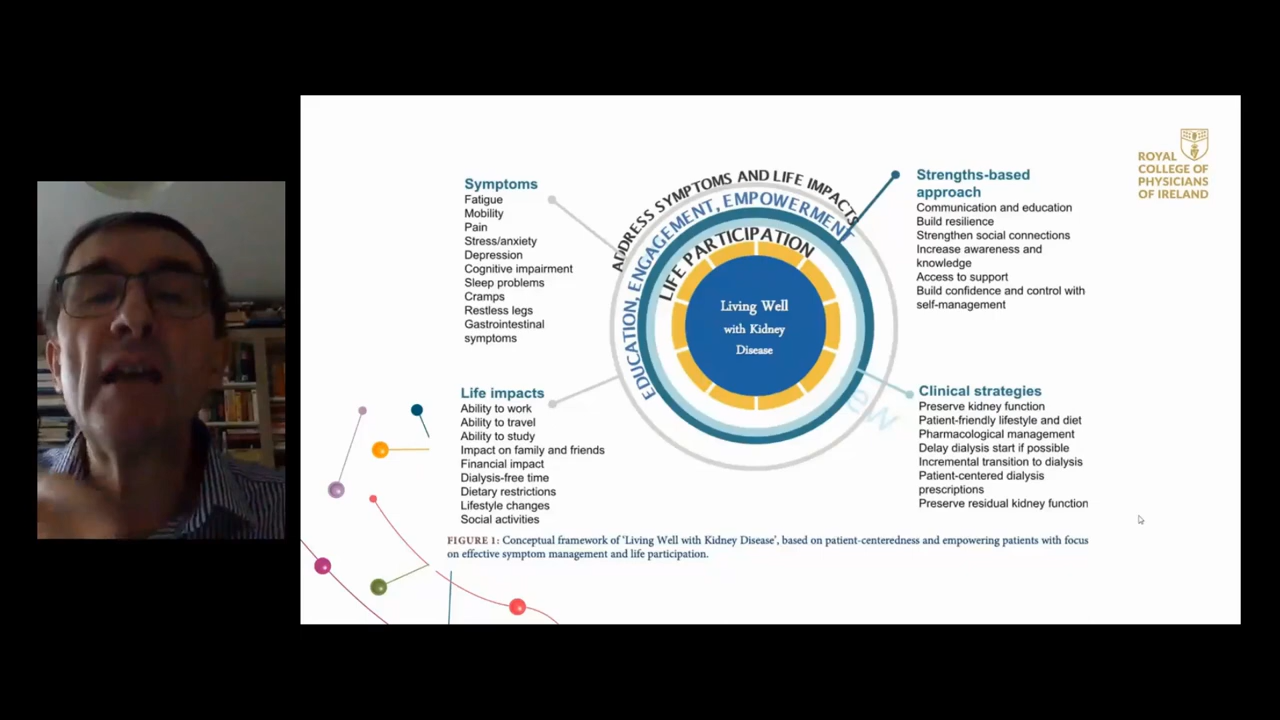 ROYAL
COLLEGE OF
PHYSICIANS
OF IRELAND
Symptoms
Fatigue
Mobility
Pain
Stress/anxiety
Depression
Cognitive impairment
Sleep problems
Cramps
Restless legs
Gastrointestinal
symptoms
Life impacts
Ability to work
Ability to travel
Ability to study
Impact on family and friends
Financial impact
Dialysis-free time
Dietary restrictions
Lifestyle changes
Social activities
ADDRESS SYMPTOMS AND LIFE IMPACTS
EDUCATION, ENGAGEMENT, EMPOWERMENT
LIFE PARTICIPATION
Living Well
with Kidney
Disease
Strengths-based
approach
Communication and education
Build resilience
Strengthen social connections
Increase awareness and
knowledge
Access to support
Build confidence and control with
self-management
Clinical strategies
Preserve kidney function
Patient-friendly lifestyle and diet
Pharmacological management
Delay dialysis start if possible
Incremental transition to dialysis
Patient-centered dialysis
prescriptions
Preserve residual kidney function
FIGURE 1: Conceptual framework of ‘Living Well with Kidney Disease’, based on patient-centeredness and empowering patients with focus
on effective symptom management and life participation.